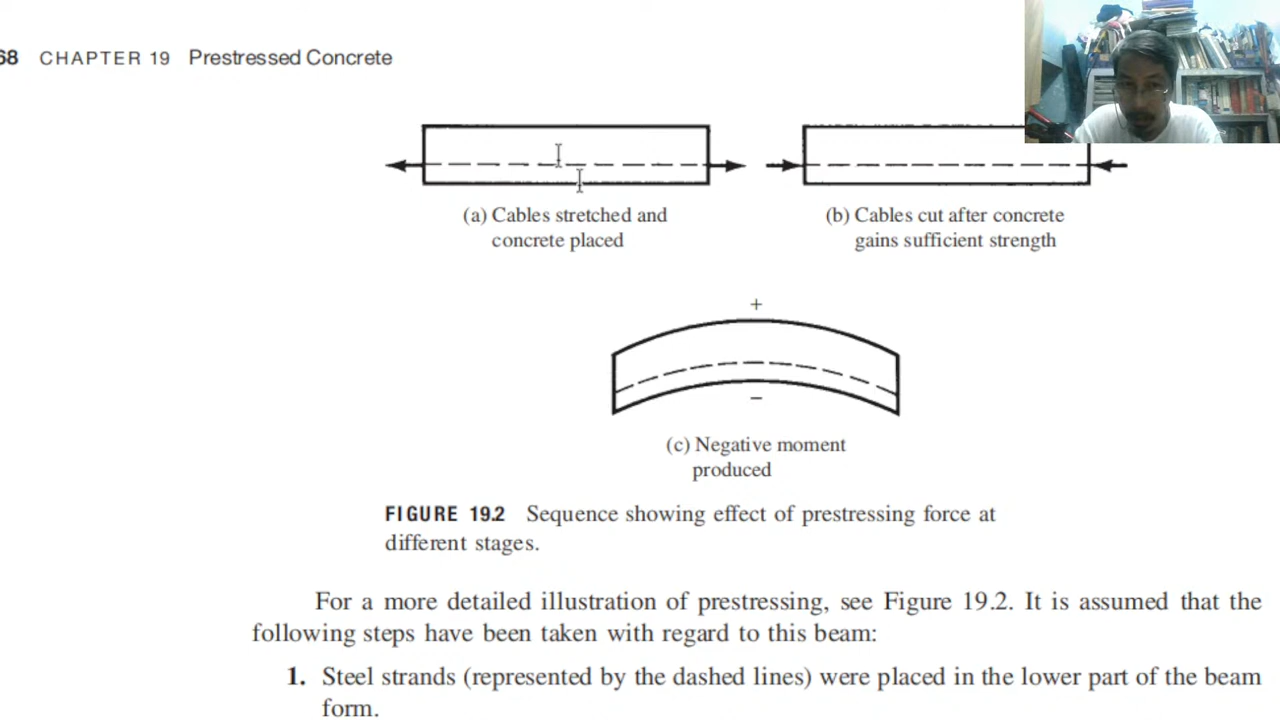 68 CHAPTER 19 Prestressed Concrete
(a) Cables stretched and
concrete placed
(b) Cables cut after concrete
gains sufficient strength
+
−
(c) Negative moment
produced
FIGURE 19.2 Sequence showing effect of prestressing force at
different stages.
For a more detailed illustration of prestressing, see Figure 19.2. It is assumed that the
following steps have been taken with regard to this beam:
1. Steel strands (represented by the dashed lines) were placed in the lower part of the beam
form.